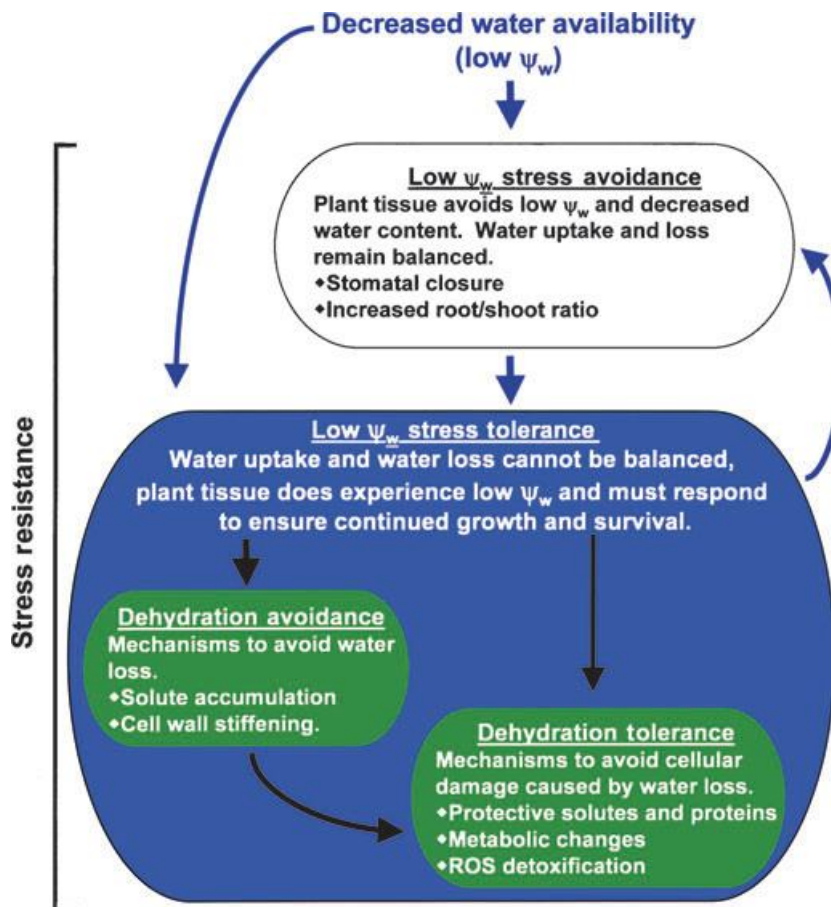 Decreased water availability
(low ψw)
Low ψw stress avoidance
Plant tissue avoids low ψw and decreased
water content. Water uptake and loss
remain balanced.
◆Stomatal closure
◆Increased root/shoot ratio
Stress resistance
Low ψw stress tolerance
Water uptake and water loss cannot be balanced,
plant tissue does experience low ψw and must respond
to ensure continued growth and survival.
Dehydration avoidance
Mechanisms to avoid water
loss.
◆Solute accumulation
◆Cell wall stiffening.
Dehydration tolerance
Mechanisms to avoid cellular
damage caused by water loss.
◆Protective solutes and proteins
◆Metabolic changes
◆ROS detoxification